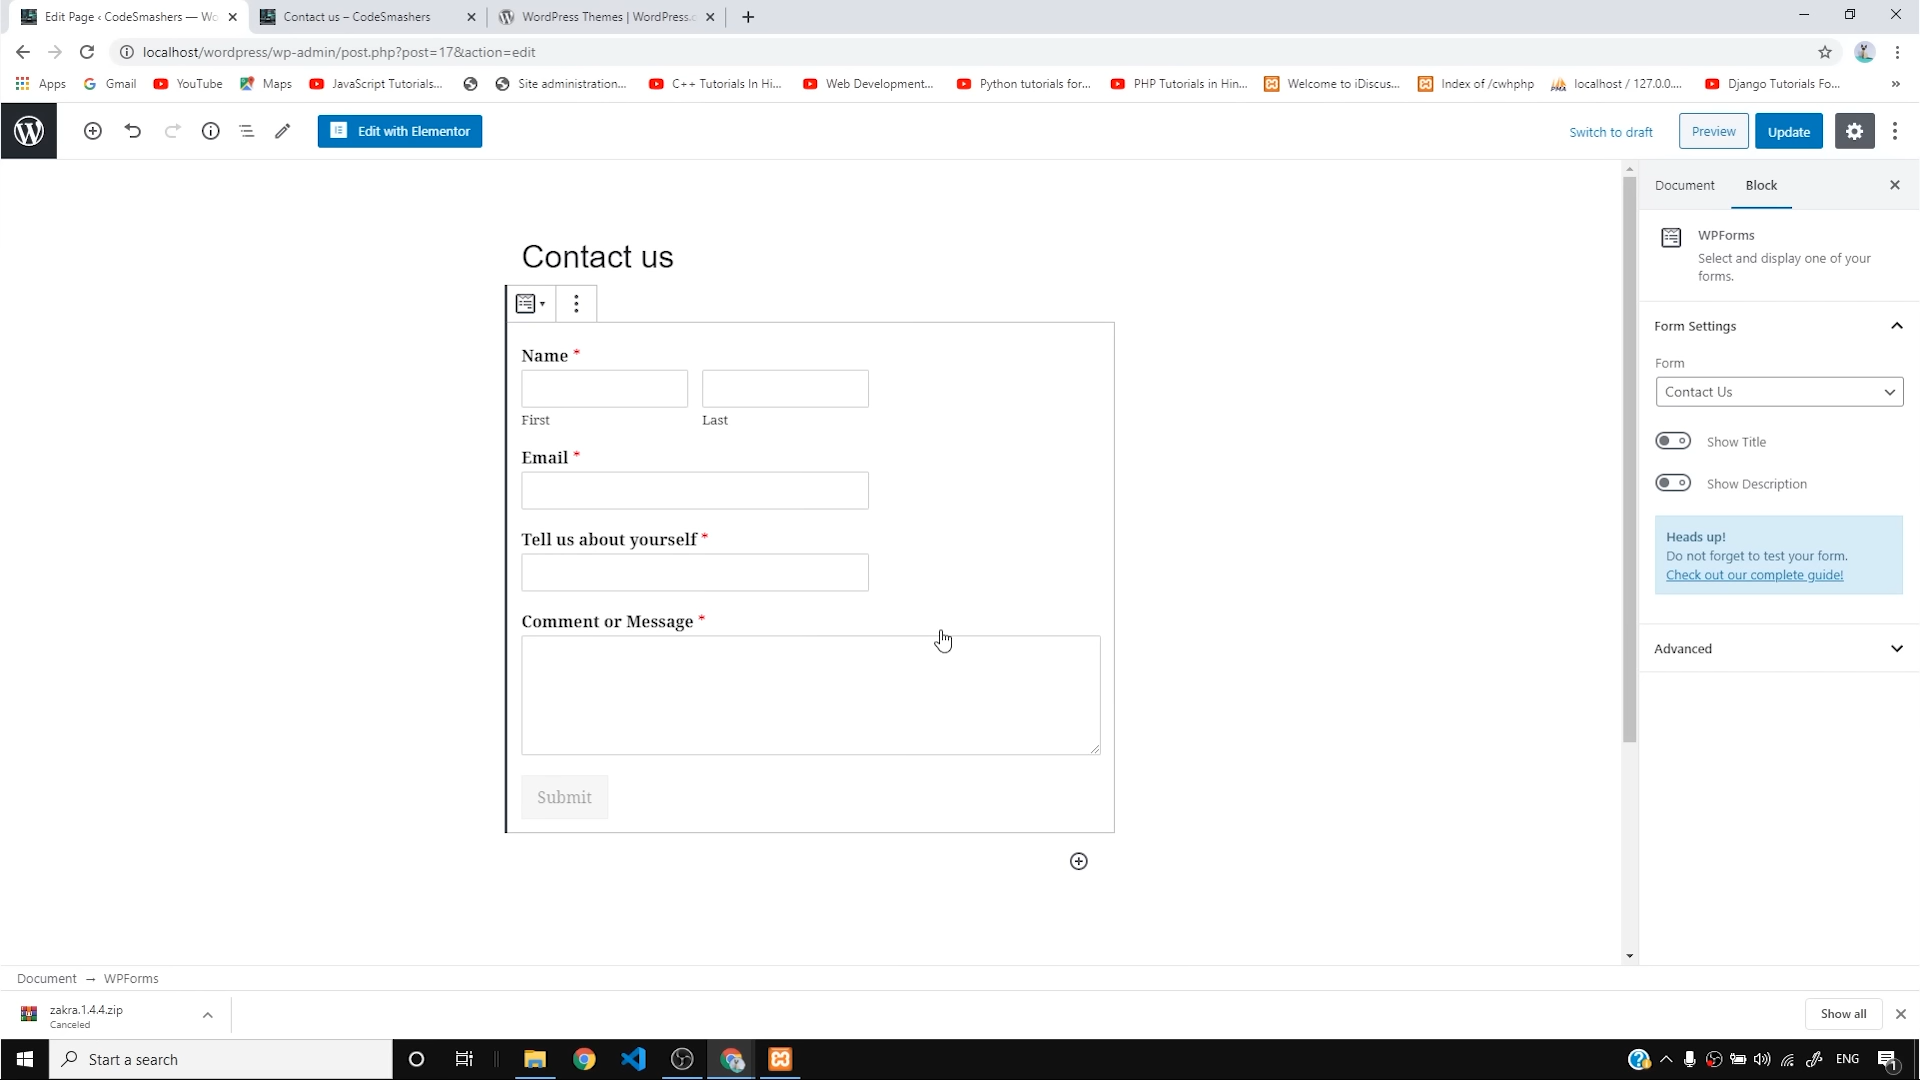 Edit Page ‹ CodeSmashers — Wo
Contact us – CodeSmashers
WordPress Themes | WordPress.c
localhost/wordpress/wp-admin/post.php?post=17&action=edit
Apps
Gmail
YouTube
Maps
JavaScript Tutorials...
Site administration...
C++ Tutorials In Hi...
Web Development...
Python tutorials for...
PHP Tutorials in Hin...
Welcome to iDiscus...
Index of /cwhphp
localhost / 127.0.0....
Django Tutorials Fo...
»
Edit with Elementor
Switch to draft
Preview
Update
Document
Block
WPForms
Select and display one of your
forms.
Contact us
Form Settings
Form
Contact Us
Show Title
Show Description
Heads up!
Do not forget to test your form.
Check out our complete guide!
Advanced
Name *
First
Last
Email *
Tell us about yourself *
Comment or Message *
Submit
Document → WPForms
zakra.1.4.4.zip
Canceled
Show all
Start a search
ENG
1